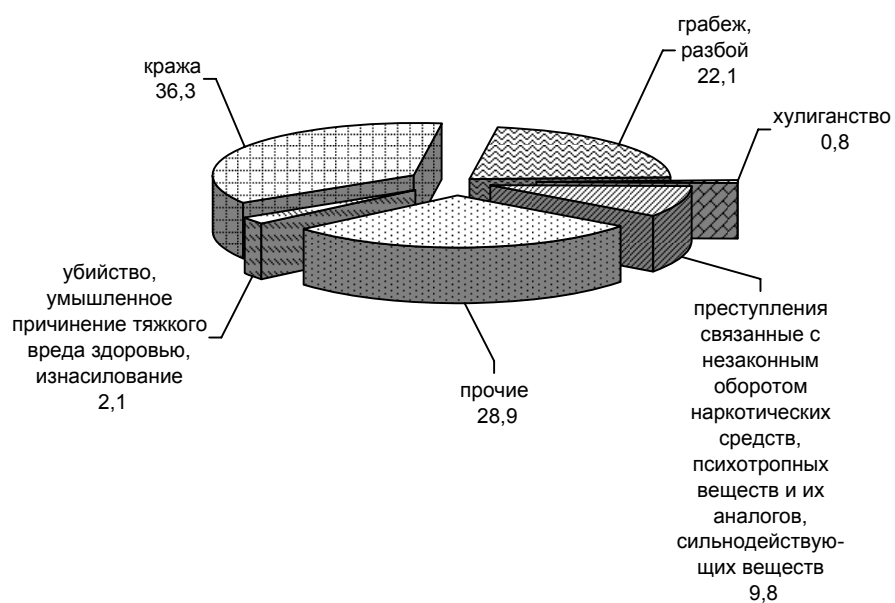 грабеж,
разбой
22,1
кража
36,3
хулиганство
0,8
убийство,
умышленное
причинение тяжкого
вреда здоровью,
изнасилование
2,1
прочие
28,9
преступления
связанные с
незаконным
оборотом
наркотических
средств,
психотропных
веществ и их
аналогов,
сильнодействую-
щих веществ
9,8